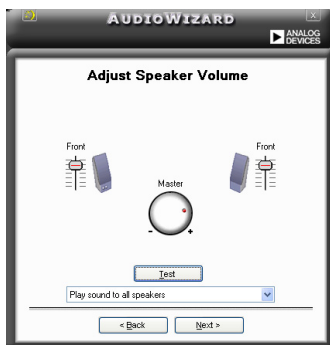 AUDIOWIZARD
ANALOG
DEVICES
Adjust Speaker Volume
Front Front
Master
- +
Test
Play sound to all speakers
< Back Next >